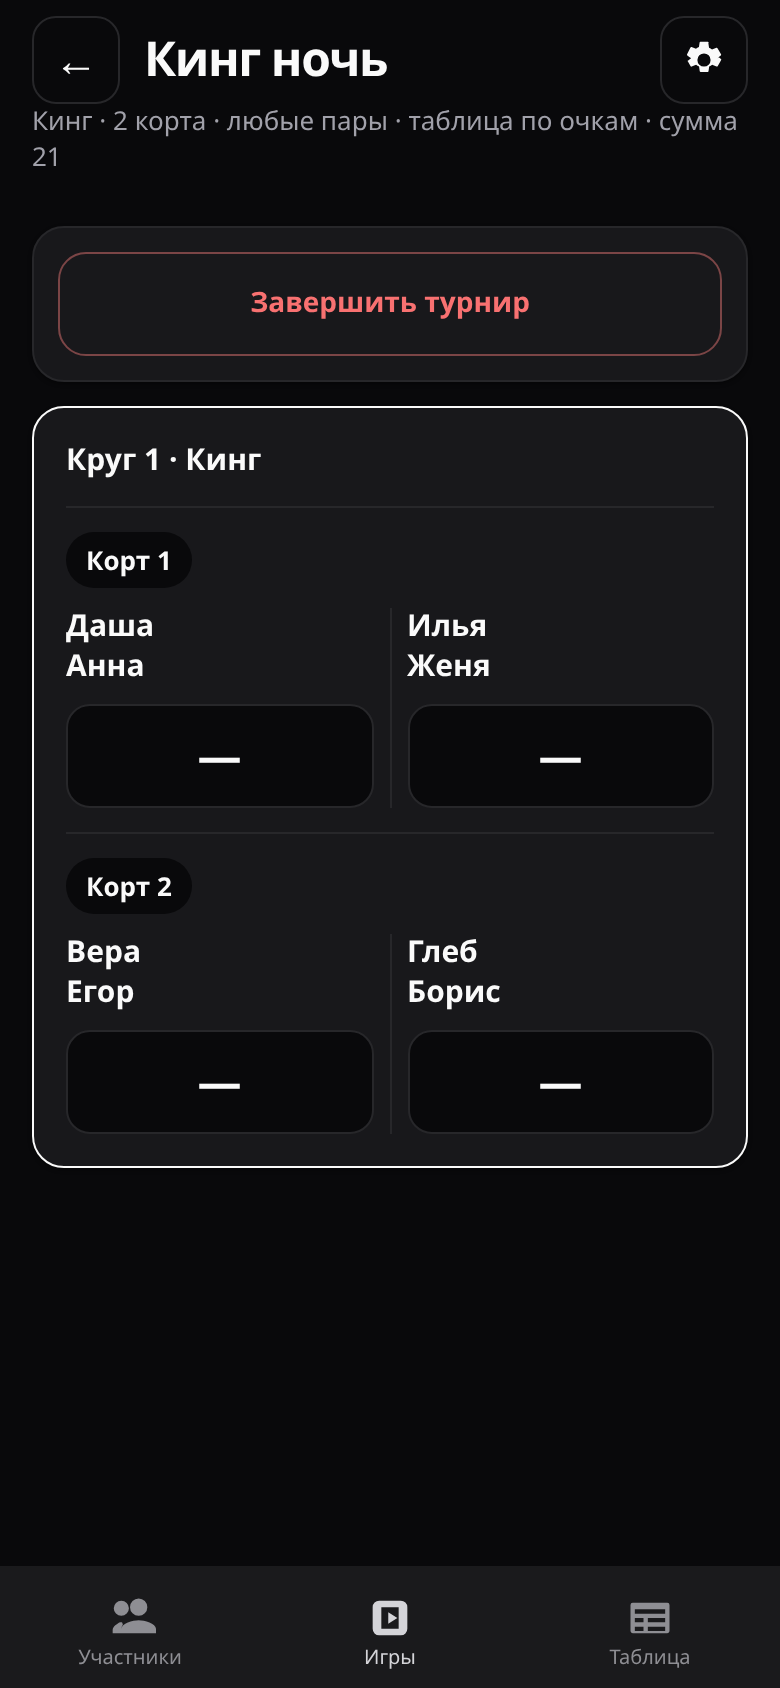 ← Кинг ночь
Кинг · 2 корта · любые пары · таблица по очкам · сумма
21
Завершить турнир
Круг 1 · Кинг
Корт 1
Даша
Анна
Илья
Женя
—
—
Корт 2
Вера
Егор
Глеб
Борис
—
—
Участники
Игры
Таблица